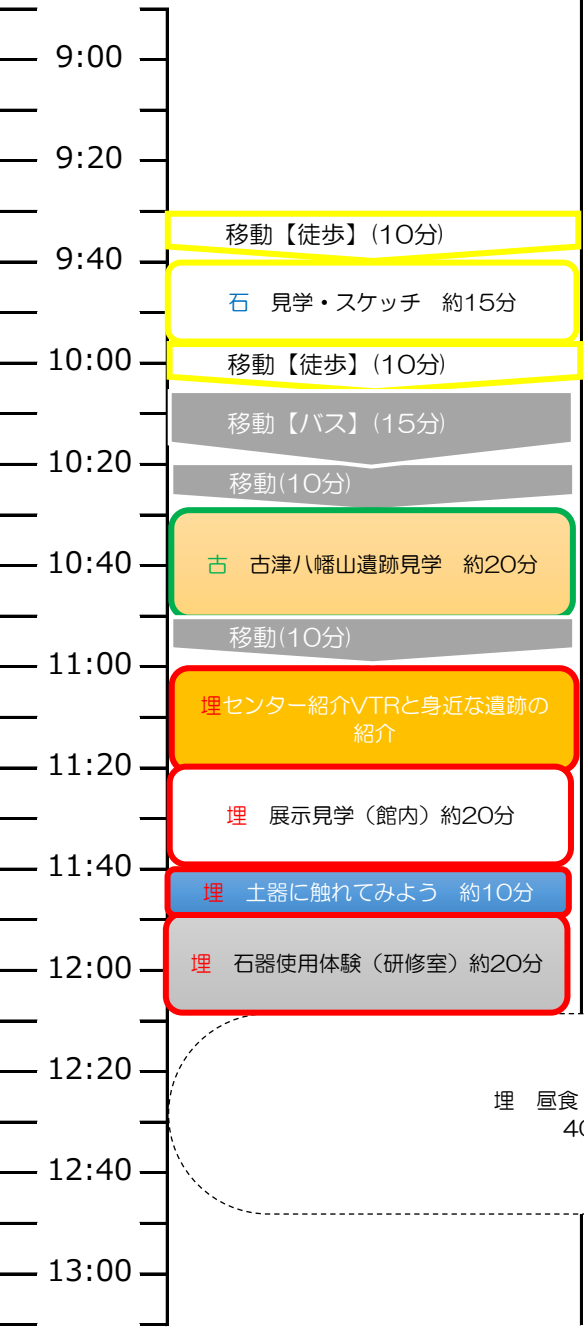 9:00
9:20
移動【徒歩】(10分)
9:40
石　見学・スケッチ　約15分
10:00
移動【徒歩】(10分)
移動【バス】(15分)
10:20
移動(10分)
10:40
古　古津八幡山遺跡見学　約20分
移動(10分)
11:00
埋センター紹介VTRと身近な遺跡の
紹介
11:20
埋　展示見学（館内）約20分
11:40
埋　土器に触れてみよう　約10分
12:00
埋　石器使用体験（研修室）約20分
12:20
埋　昼食
40
12:40
13:00